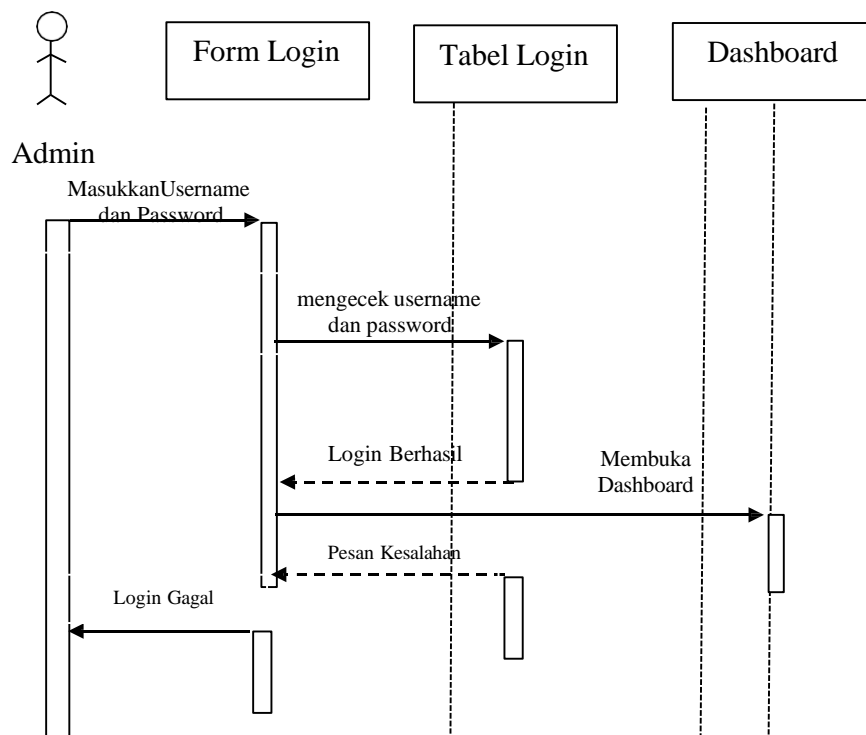 Form Login
Tabel Login
Dashboard
Admin
MasukkanUsername
dan Password
mengecek username
dan password
Login Berhasil
Membuka
Dashboard
Pesan Kesalahan
Login Gagal